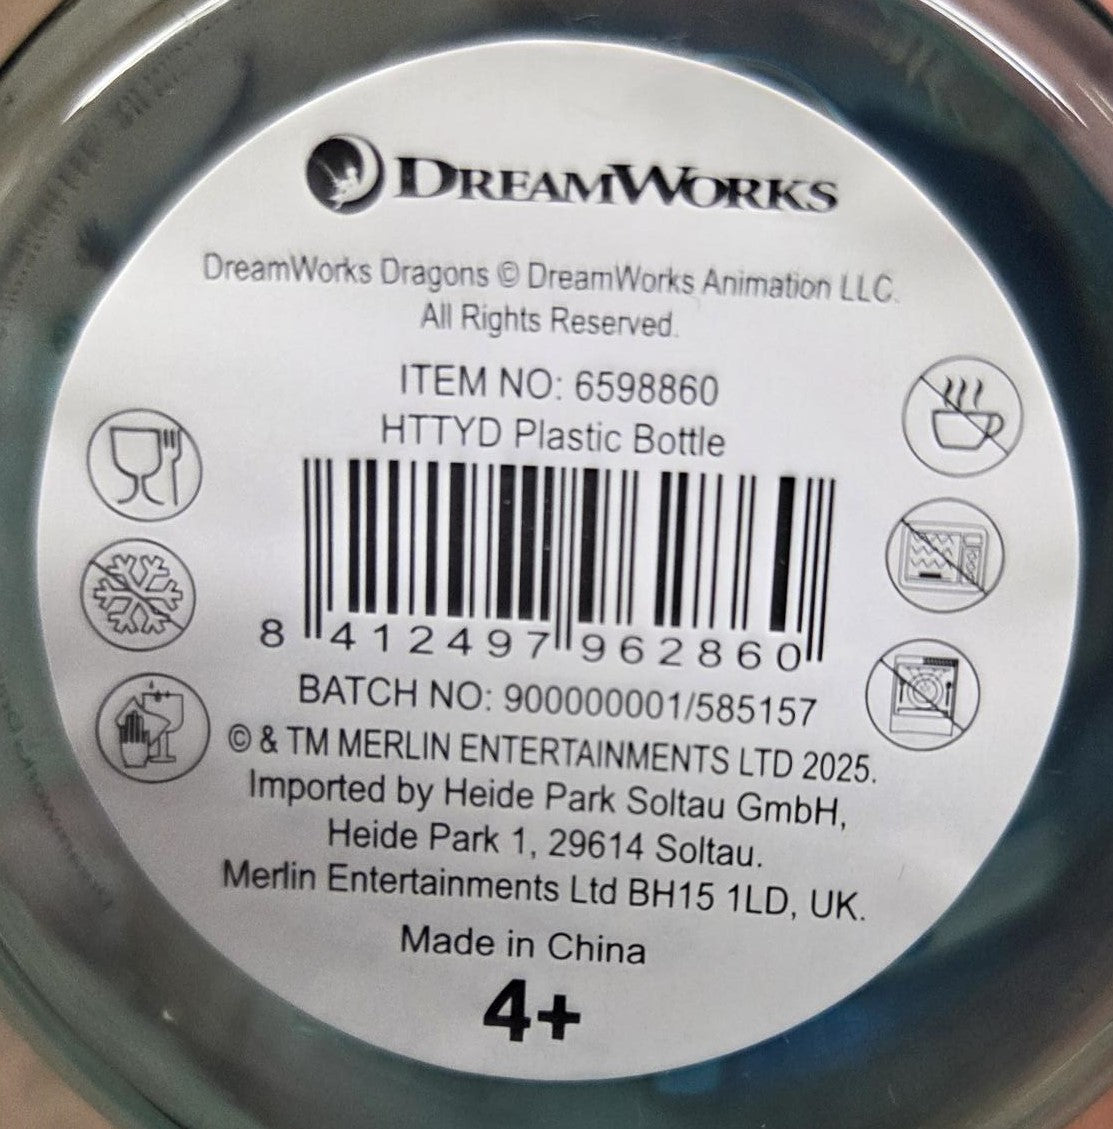 DREAMWORKS
DreamWorks Dragons © DreamWorks Animation LLC.
All Rights Reserved.
ITEM NO: 6598860
HTTYD Plastic Bottle
8 412497 962860
BATCH NO: 900000001/585157
© & TM MERLIN ENTERTAINMENTS LTD 2025.
Imported by Heide Park Soltau GmbH,
Heide Park 1, 29614 Soltau.
Merlin Entertainments Ltd BH15 1LD, UK.
Made in China
4+